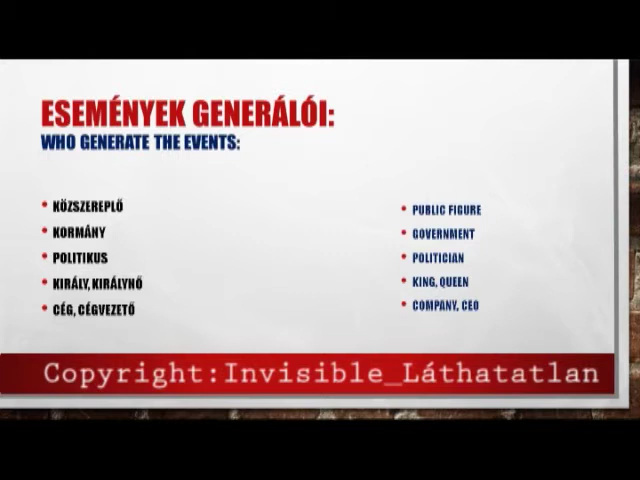 ESEMÉNYEK GENERÁLÓI:
WHO GENERATE THE EVENTS:
• KÖZSZEREPLŐ
• KORMÁNY
• POLITIKUS
• KIRÁLY, KIRÁLYNŐ
• CÉG, CÉGVEZETŐ
• PUBLIC FIGURE
• GOVERNMENT
• POLITICIAN
• KING, QUEEN
• COMPANY, CEO
Copyright:Invisible_Láthatatlan